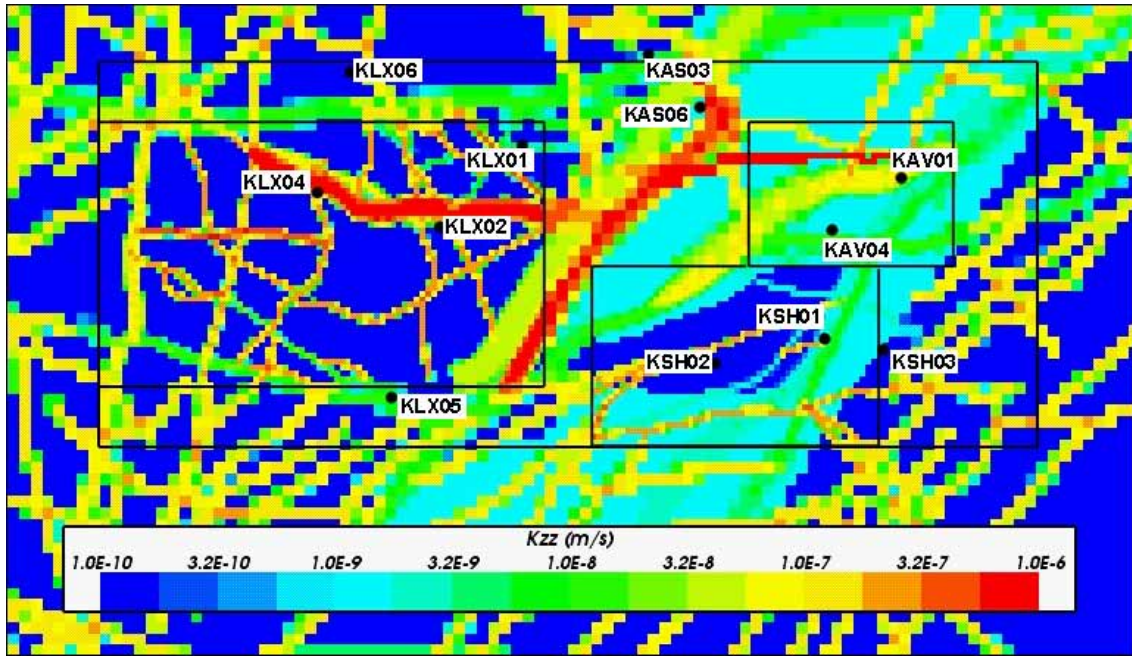 KLX06
KAS03
KAS06
KLX01
KAV01
KLX04
KLX02
KAV04
KSH01
KSH02
KSH03
KLX05
Kzz (m/s)
1.0E-10 3.2E-10 1.0E-9 3.2E-9 1.0E-8 3.2E-8 1.0E-7 3.2E-7 1.0E-6